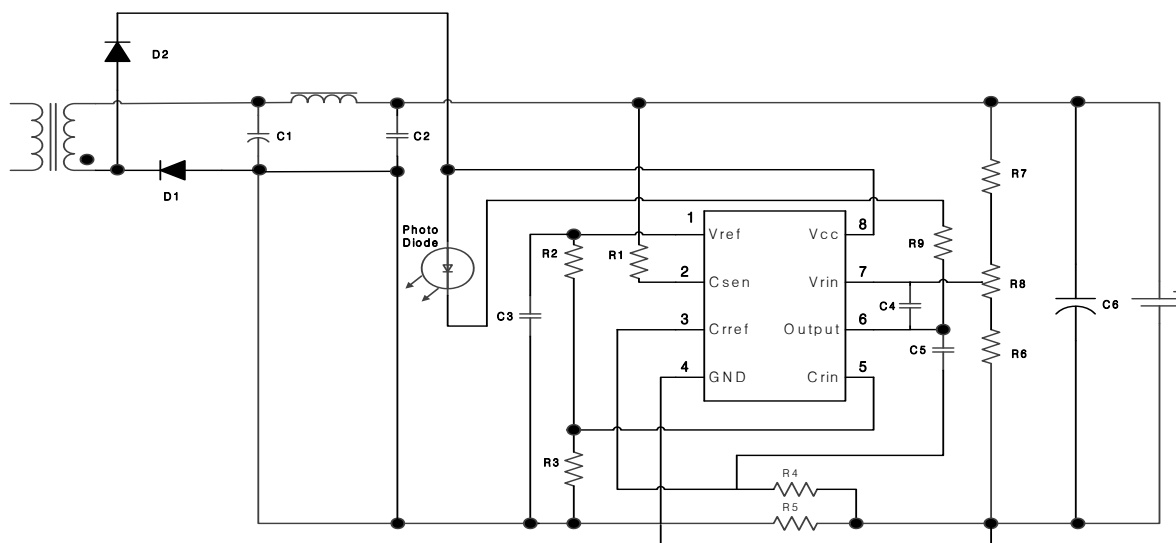 D2
C1
C2
D1
R7
Photo
Diode
1
Vref
Vcc
8
R9
R2
R1
2
Csen
Vrin
7
R8
C4
C6
C3
3
Crref
Output
6
C5
R6
4
GND
Crin
5
R3
R4
R5